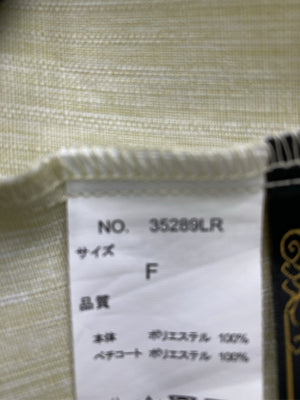 NO. 35289LR
サイズ
F
品質
本体 ポリエステル 100%
ペチコート ポリエステル 100%